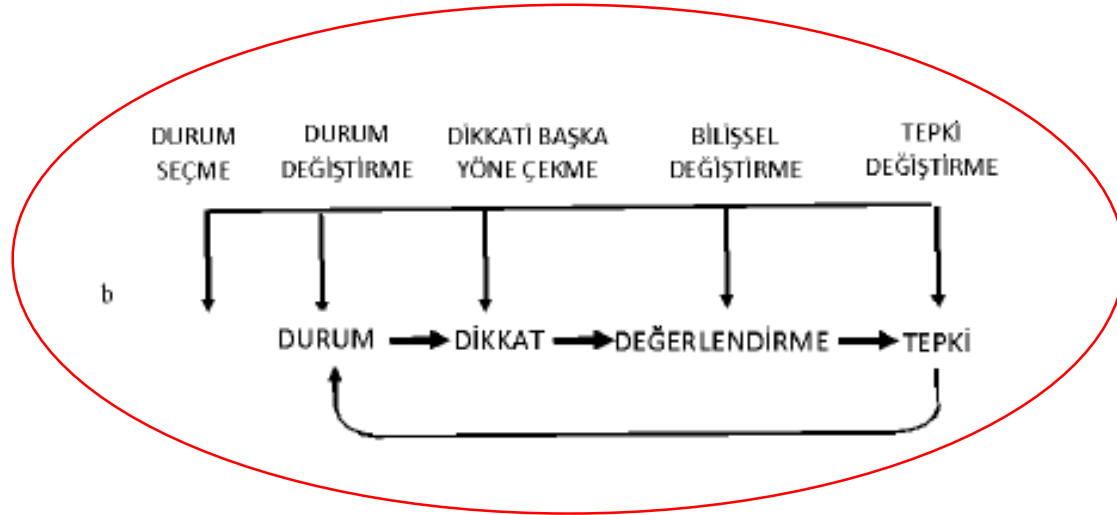 DURUM
SEÇME
DURUM
DEĞİŞTİRME
DİKKATİ BAŞKA
YÖNE ÇEKME
BİLİŞSEL
DEĞİŞTİRME
TEPKİ
DEĞİŞTİRME
b
DURUM DİKKAT DEĞERLENDİRME TEPKİ